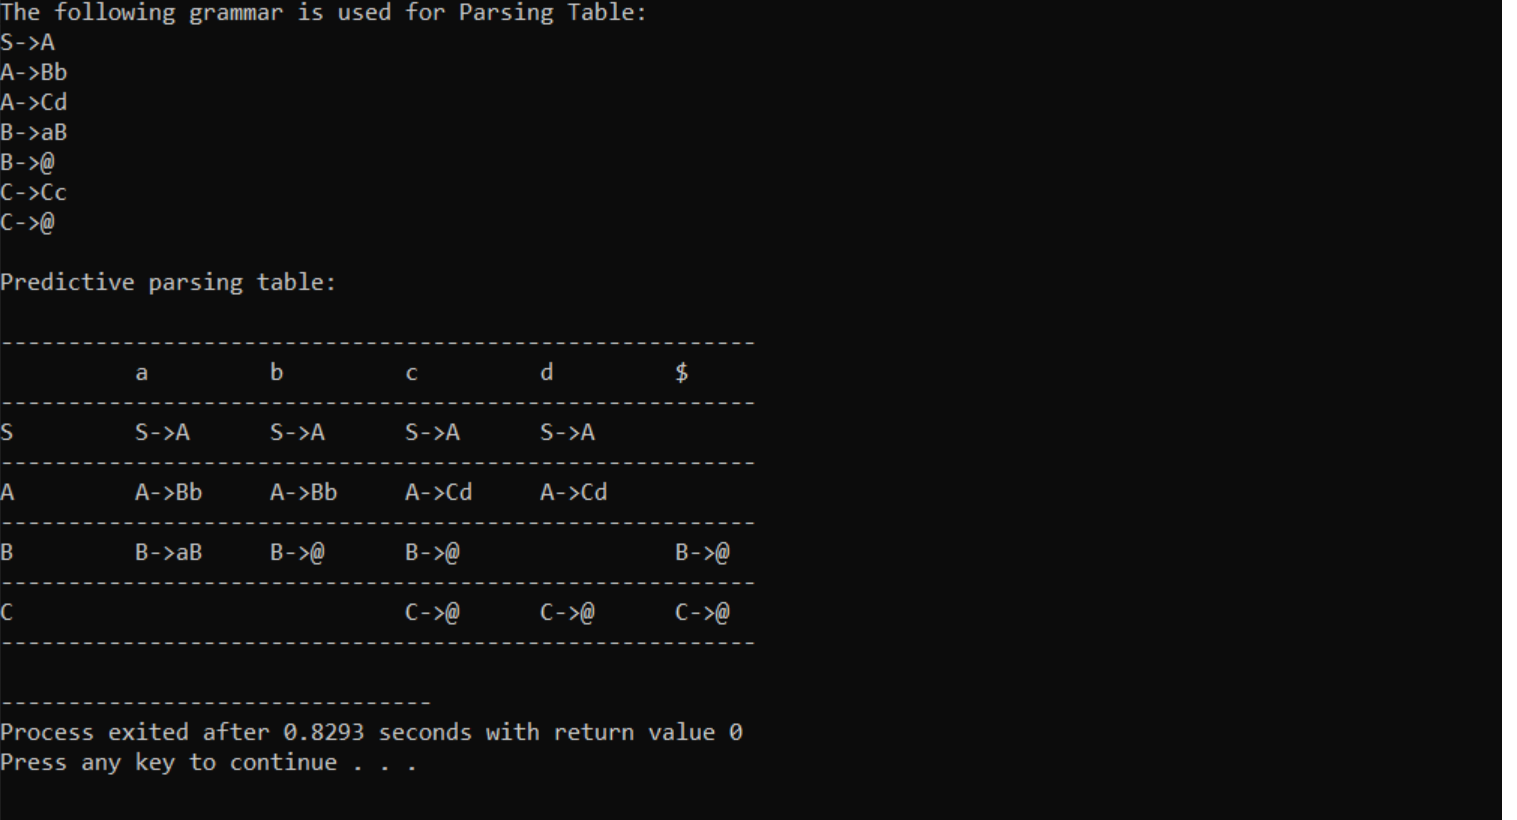 The following grammar is used for Parsing Table:
S->A
A->Bb
A->Cd
B->aB
B->@
C->Cc
C->@
Predictive parsing table:
--------------------------------------------------------
a b c d $
--------------------------------------------------------
S S->A S->A S->A S->A
--------------------------------------------------------
A A->Bb A->Bb A->Cd A->Cd
--------------------------------------------------------
B B->aB B->@ B->@ B->@
--------------------------------------------------------
C C->@ C->@ C->@
--------------------------------------------------------
--------------------------------
Process exited after 0.8293 seconds with return value 0
Press any key to continue . . .